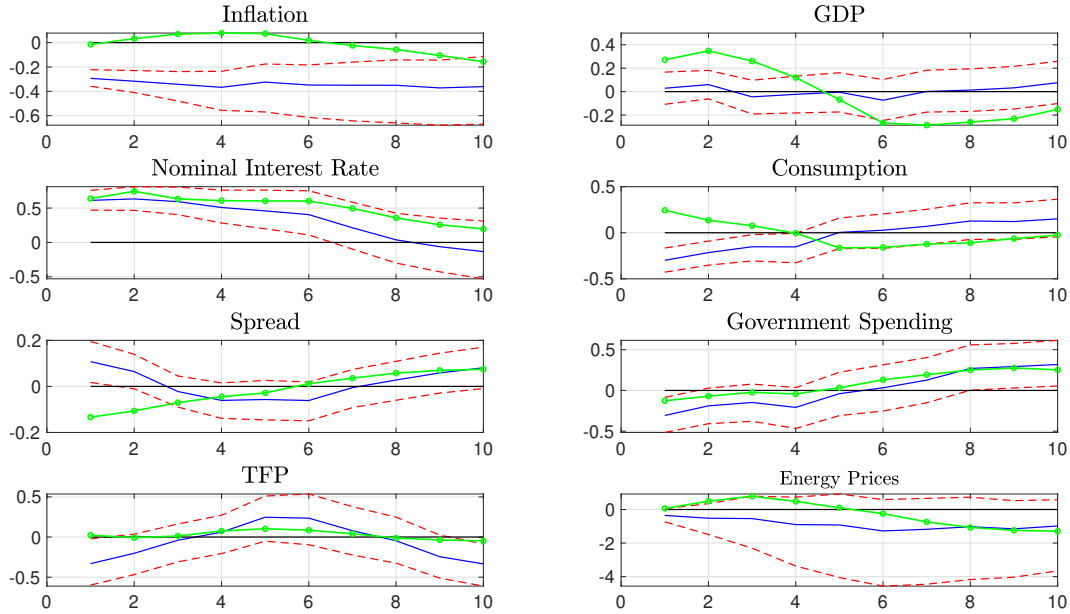 Inflation
0
-0.2
-0.4
-0.6
0 2 4 6 8 10
GDP
0.4
0.2
0
-0.2
0 2 4 6 8 10
Nominal Interest Rate
0.5
0
-0.5
0 2 4 6 8 10
Consumption
0.5
0
-0.5
0 2 4 6 8 10
Spread
0.2
0
-0.2
0 2 4 6 8 10
Government Spending
0.5
0
-0.5
0 2 4 6 8 10
TFP
0.5
0
-0.5
0 2 4 6 8 10
Energy Prices
0
-2
-4
0 2 4 6 8 10